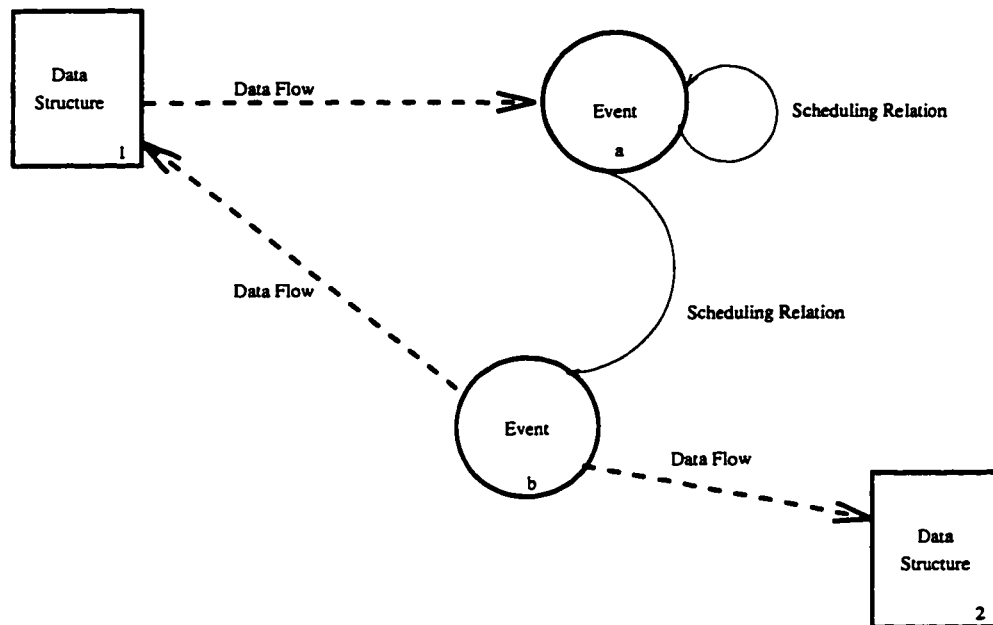 Data
Structure
1
Data Flow
Event
a
Scheduling Relation
Data Flow
Scheduling Relation
Event
b
Data Flow
Data
Structure
2